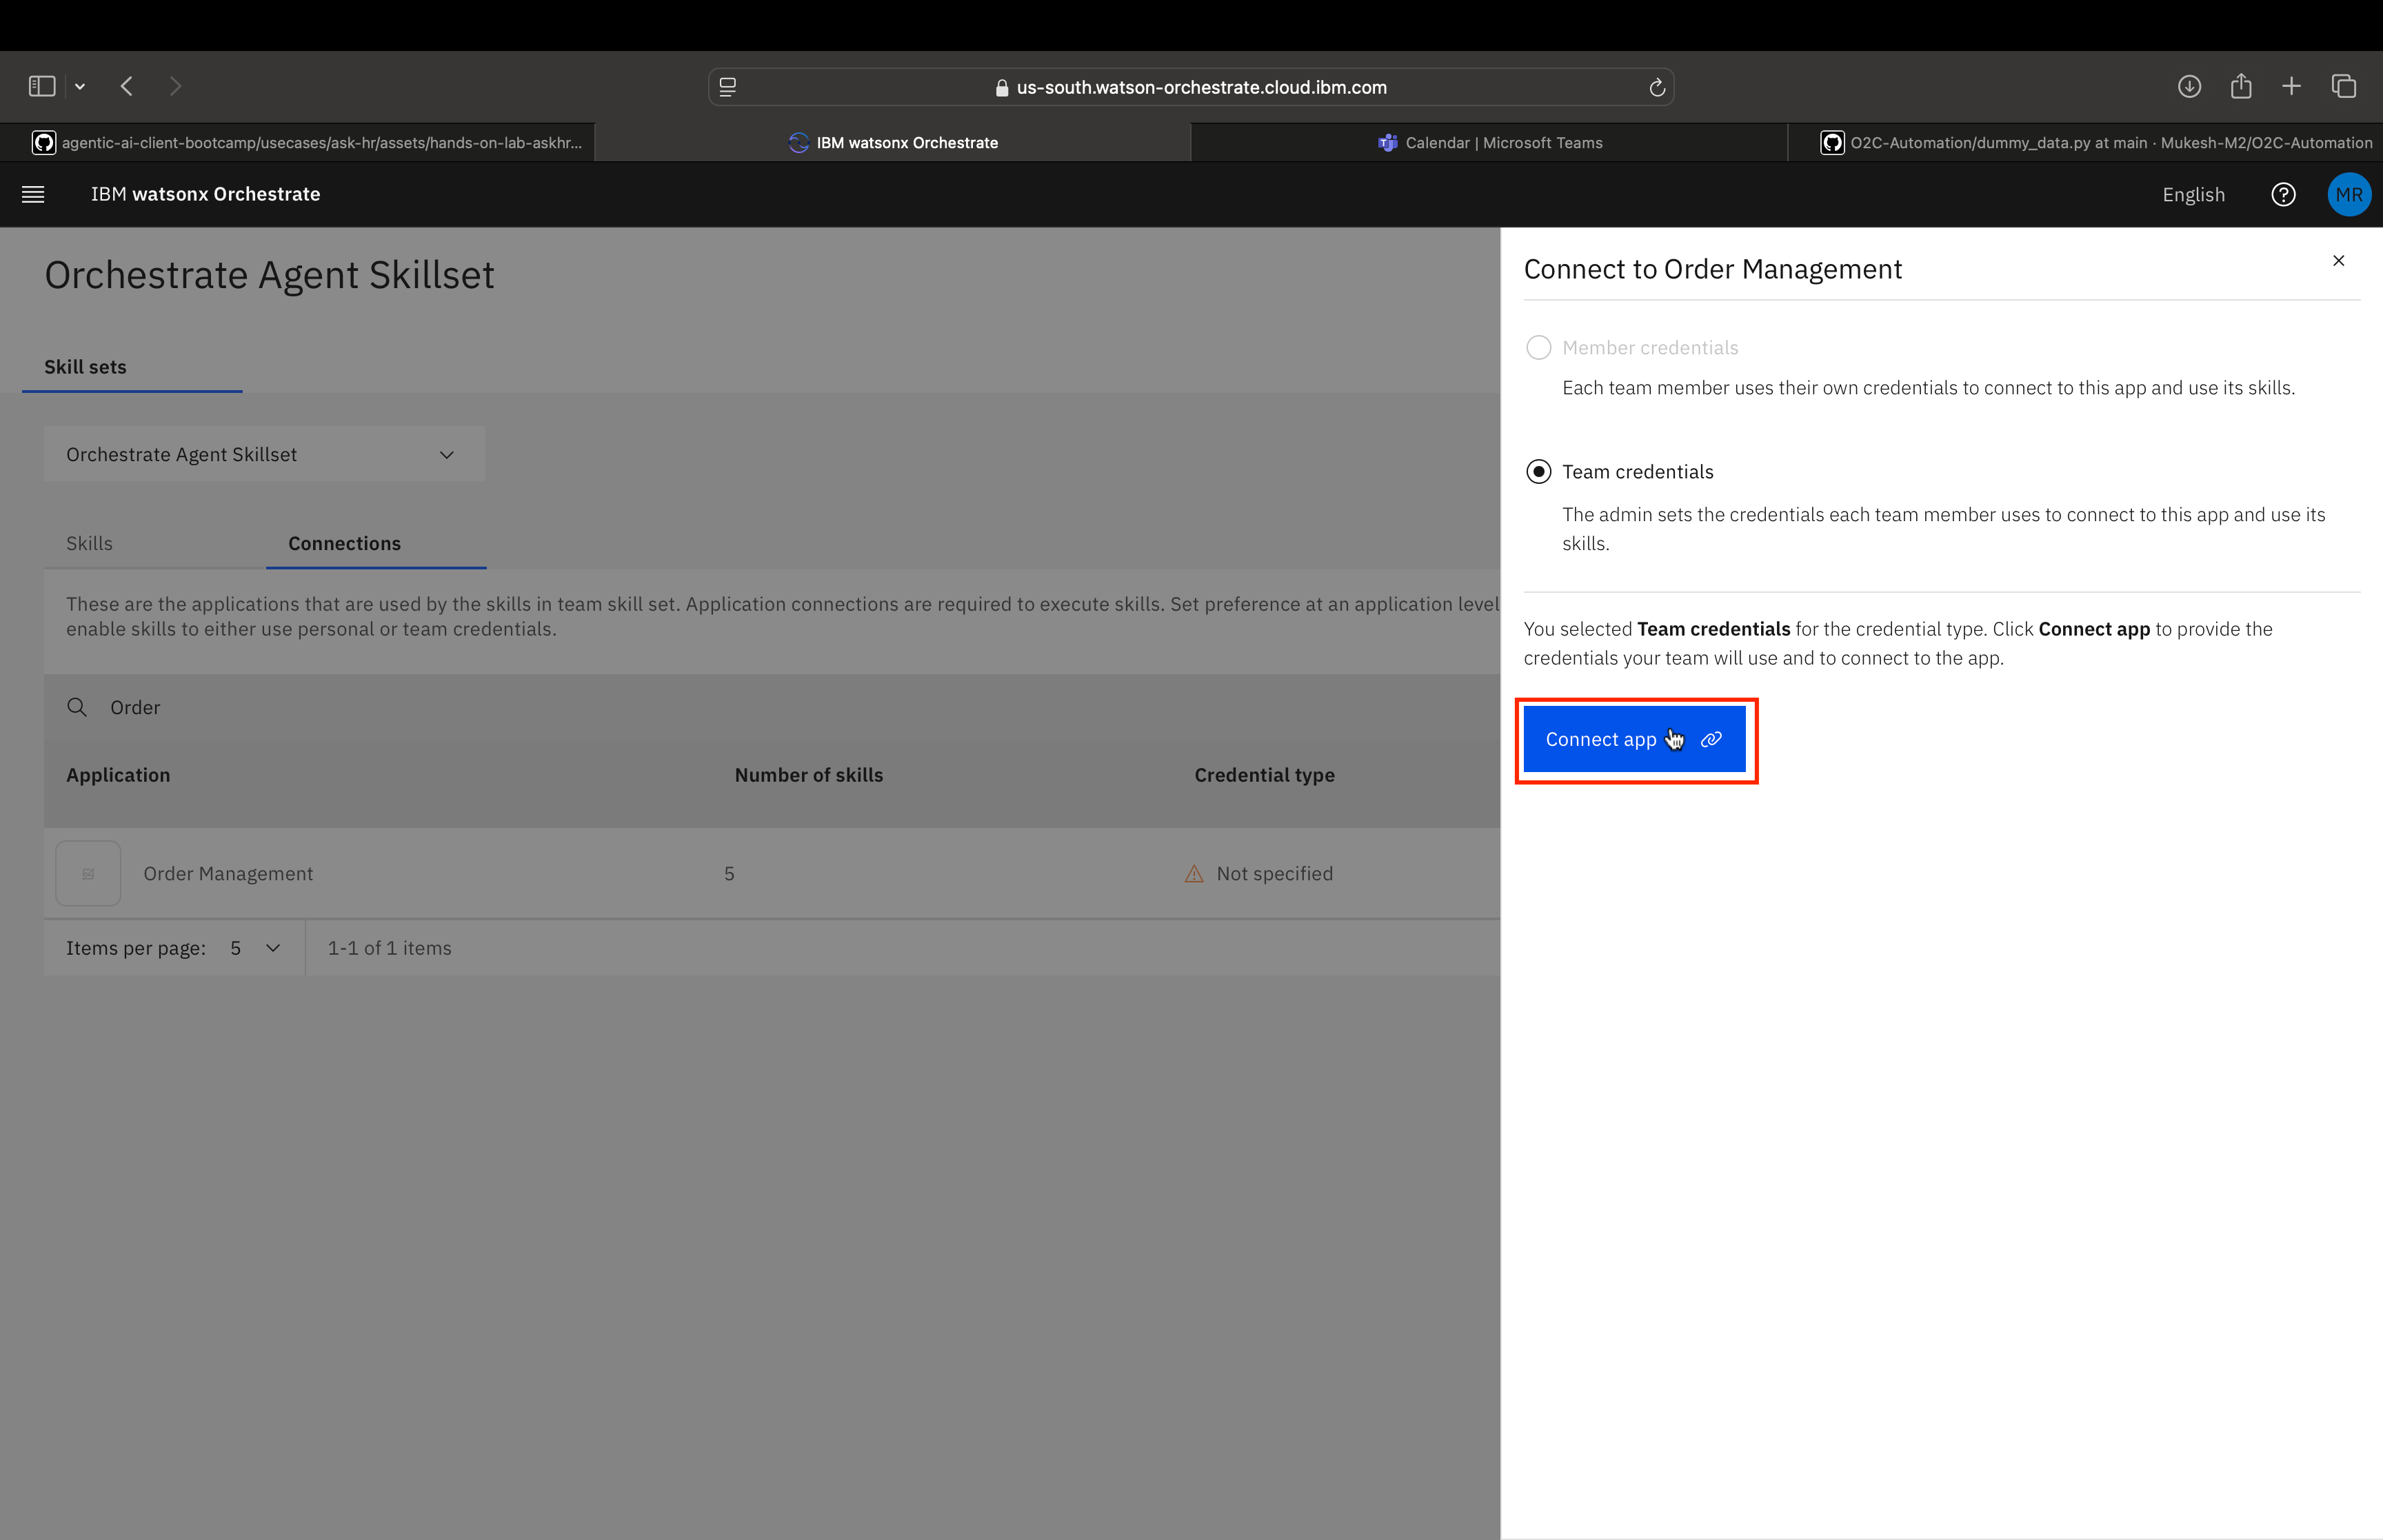 us-south.watson-orchestrate.cloud.ibm.com
agentic-ai-client-bootcamp/usecases/ask-hr/assets/hands-on-lab-askhr...
IBM watsonx Orchestrate
Calendar | Microsoft Teams
O2C-Automation/dummy_data.py at main · Mukesh-M2/O2C-Automation
IBM watsonx Orchestrate
English
MR
Orchestrate Agent Skillset
Skill sets
Orchestrate Agent Skillset
Skills
Connections
These are the applications that are used by the skills in team skill set. Application connections are required to execute skills. Set preference at an application level
enable skills to either use personal or team credentials.
Order
Application
Number of skills
Credential type
Order Management
5
Not specified
Items per page: 5
1-1 of 1 items
Connect to Order Management
Member credentials
Each team member uses their own credentials to connect to this app and use its skills.
Team credentials
The admin sets the credentials each team member uses to connect to this app and use its
skills.
You selected Team credentials for the credential type. Click Connect app to provide the
credentials your team will use and to connect to the app.
Connect app